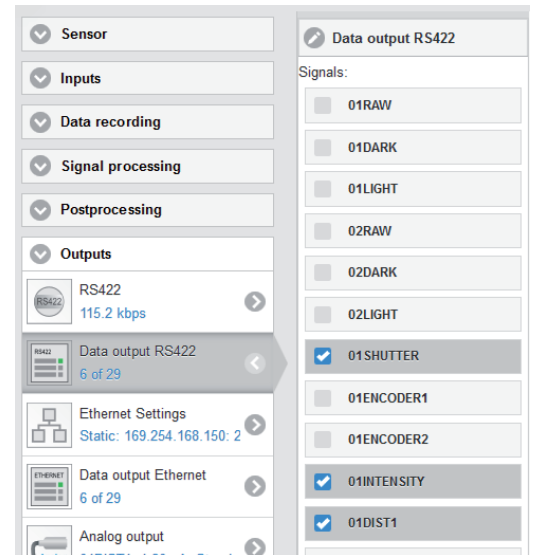 Sensor
Inputs
Data recording
Signal processing
Postprocessing
Outputs
RS422
RS422
115.2 kbps
RS422
Data output RS422
6 of 29
Ethernet Settings
Static: 169.254.168.150: 2
ETHERNET
Data output Ethernet
6 of 29
Analog output
Data output RS422
Signals:
01RAW
01DARK
01LIGHT
02RAW
02DARK
02LIGHT
01SHUTTER
01ENCODER1
01ENCODER2
01INTENSITY
01DIST1